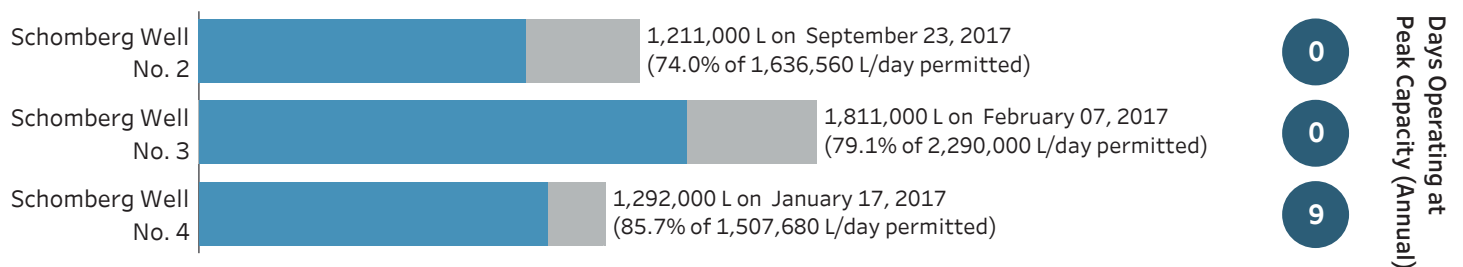 Schomberg Well
No. 2
1,211,000 L on  September 23, 2017
(74.0% of 1,636,560 L/day permitted)
0
Schomberg Well
No. 3
1,811,000 L on  February 07, 2017
(79.1% of 2,290,000 L/day permitted)
0
Schomberg Well
No. 4
1,292,000 L on  January 17, 2017
(85.7% of 1,507,680 L/day permitted)
9
Days Operating at
Peak Capacity (Annual)